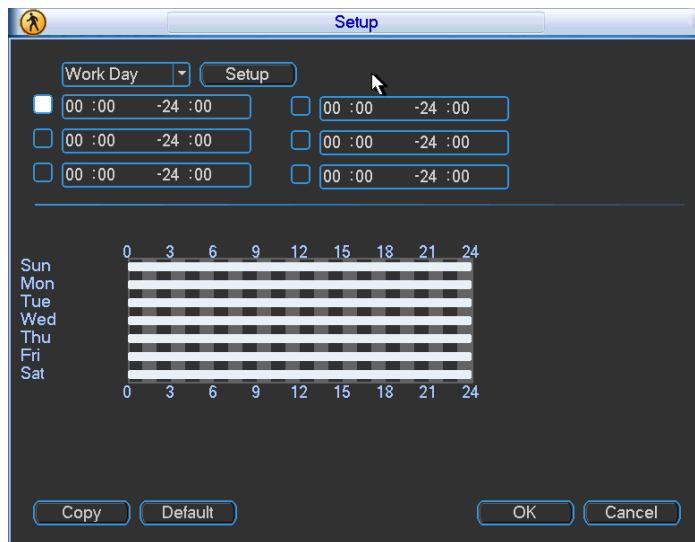 Setup
Work Day Setup
00 :00 -24 :00 00 :00 -24 :00
00 :00 -24 :00 00 :00 -24 :00
00 :00 -24 :00 00 :00 -24 :00
0 3 6 9 12 15 18 21 24
Sun
Mon
Tue
Wed
Thu
Fri
Sat
0 3 6 9 12 15 18 21 24
Copy Default OK Cancel